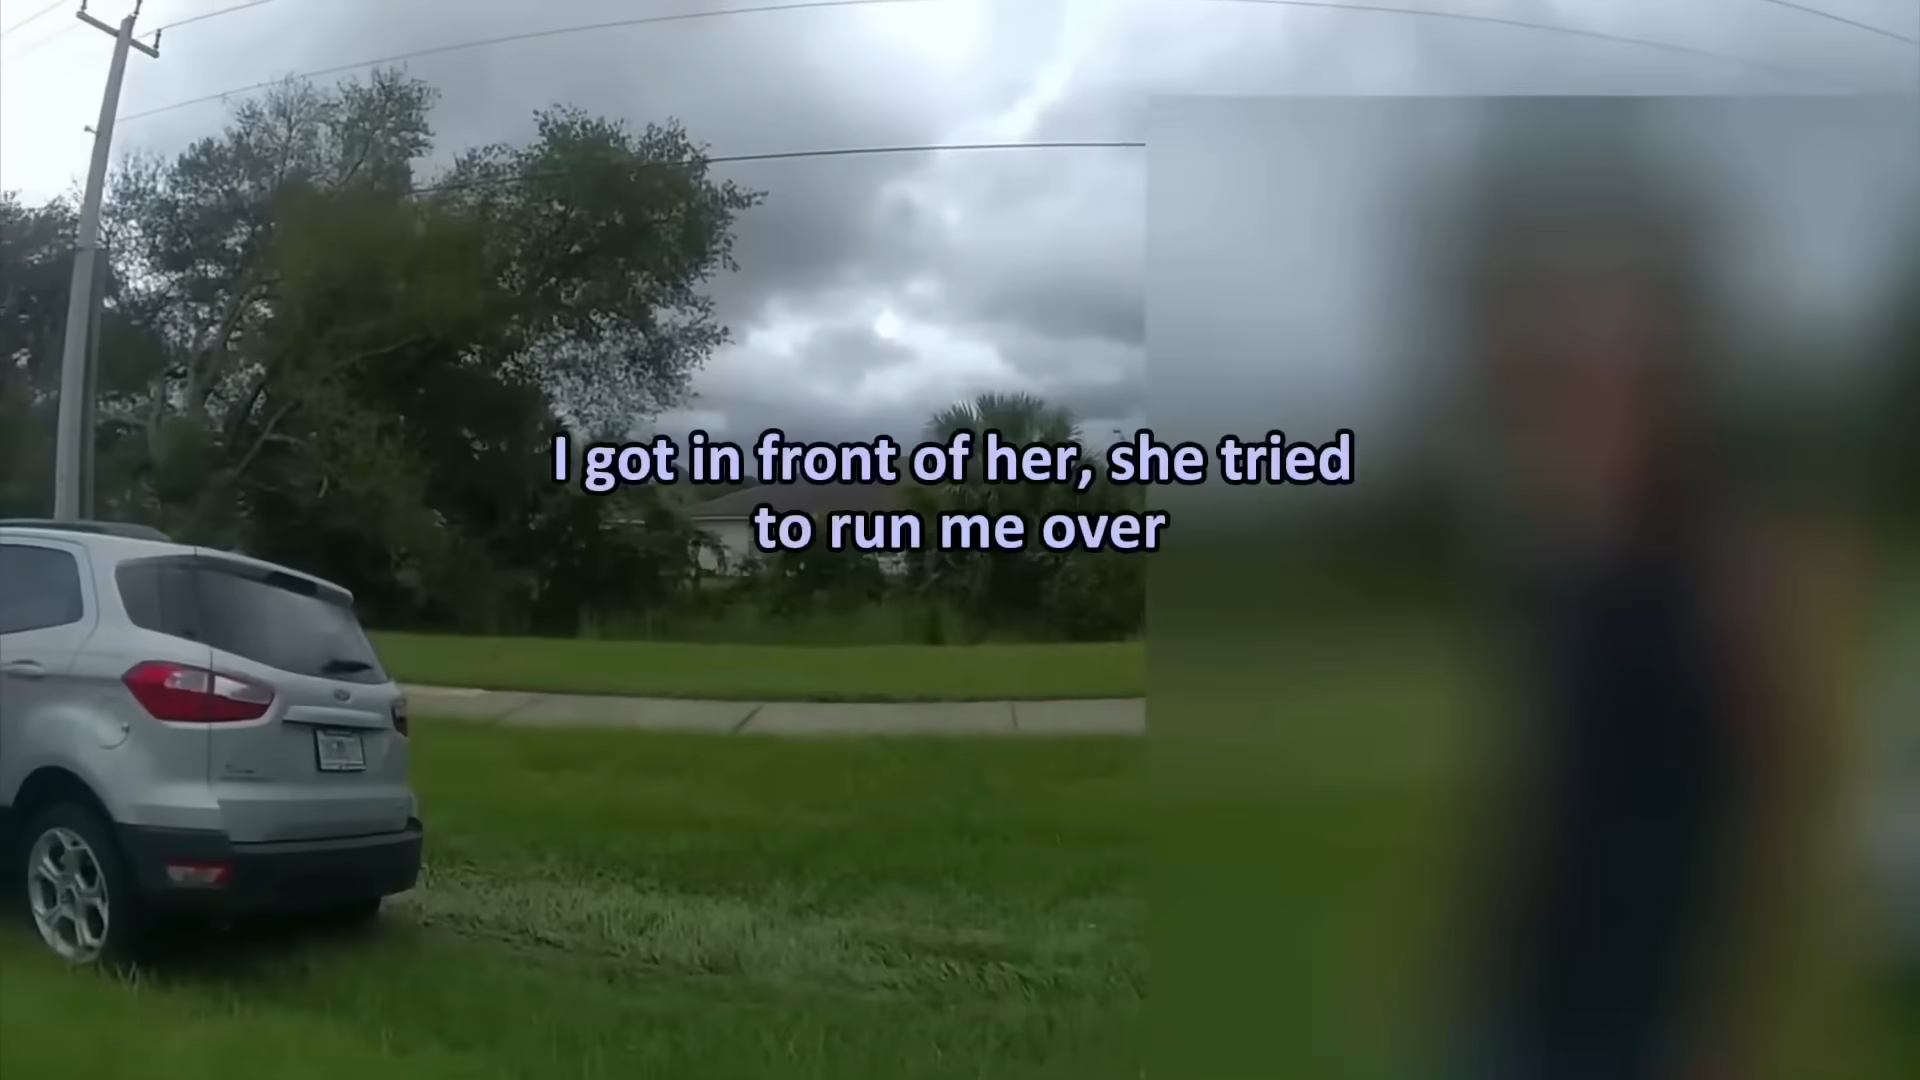 I got in front of her, she tried
to run me over